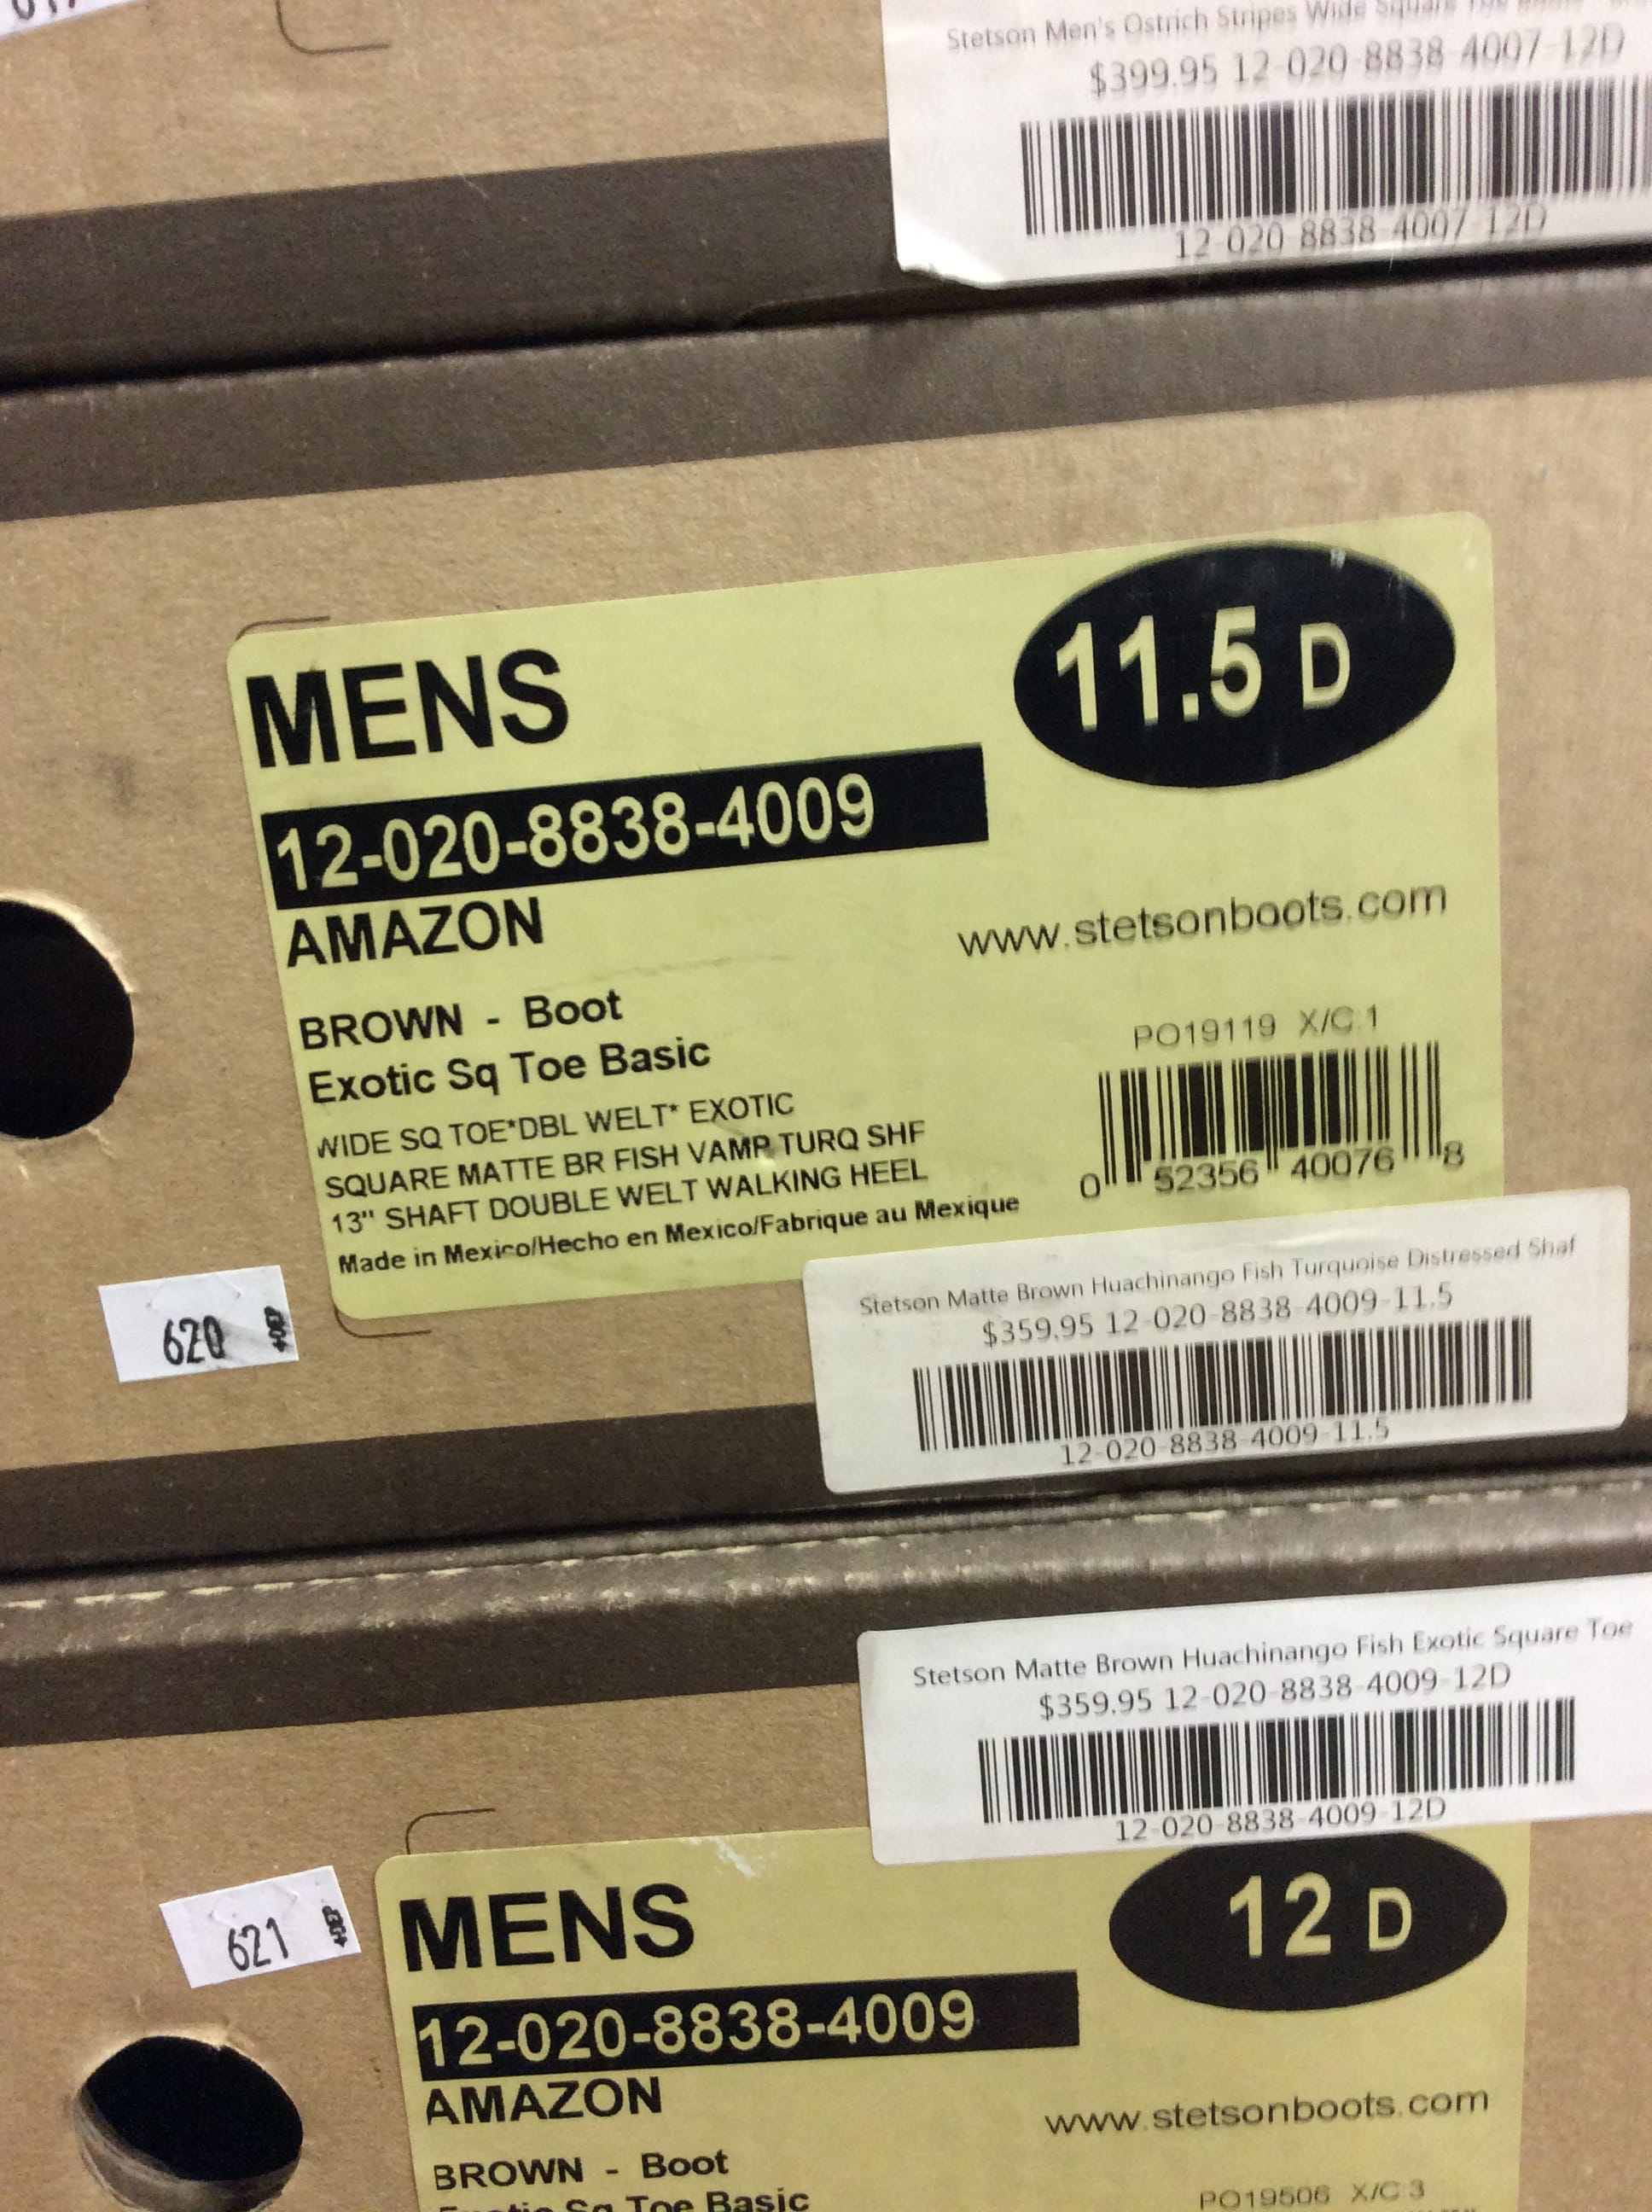 Stetson Men's Ostrich Stripes Wide Square
$399.95 12-020-8838-4007-12D
12-020-8838-4007-12D
MENS
11.5 D
12-020-8838-4009
AMAZON
www.stetsonboots.com
BROWN - Boot
Exotic Sq Toe Basic
PO19119 X/C 1
WIDE SQ TOE*DBL WELT* EXOTIC
SQUARE MATTE BR FISH VAMP TURQ SHF
13" SHAFT DOUBLE WELT WALKING HEEL
Made in Mexico/Hecho en Mexico/Fabrique au Mexique
0 52356 40076 8
620
Stetson Matte Brown Huachinango Fish Turquoise Distressed Shaf
$359.95 12-020-8838-4009-11.5
12-020-8838-4009-11.5
Stetson Matte Brown Huachinango Fish Exotic Square Toe
$359.95 12-020-8838-4009-12D
12-020-8838-4009-12D
621
MENS
12 D
12-020-8838-4009
AMAZON
www.stetsonboots.com
BROWN - Boot
Exotic Sq Toe Basic
PO19506 X/C 3